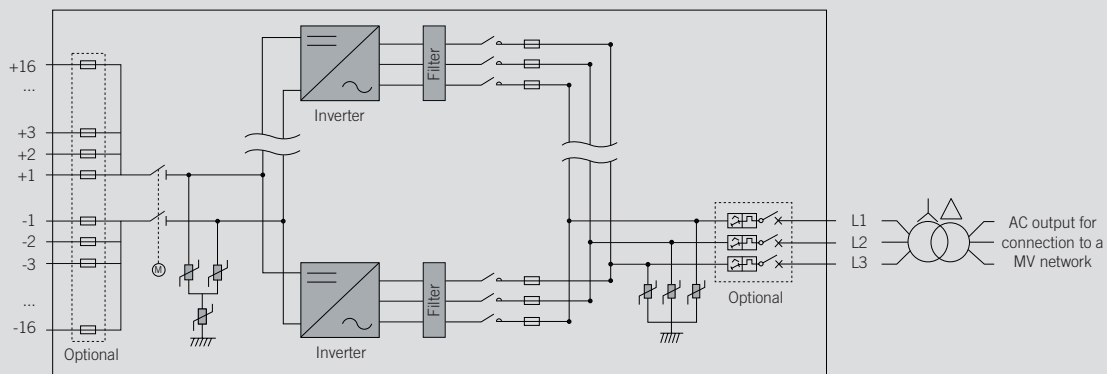 +16
...
+3
+2
+1
-1
-2
-3
...
-16
Optional
M
Inverter
Filter
Inverter
Filter
Optional
L1
L2
L3
AC output for
connection to a
MV network